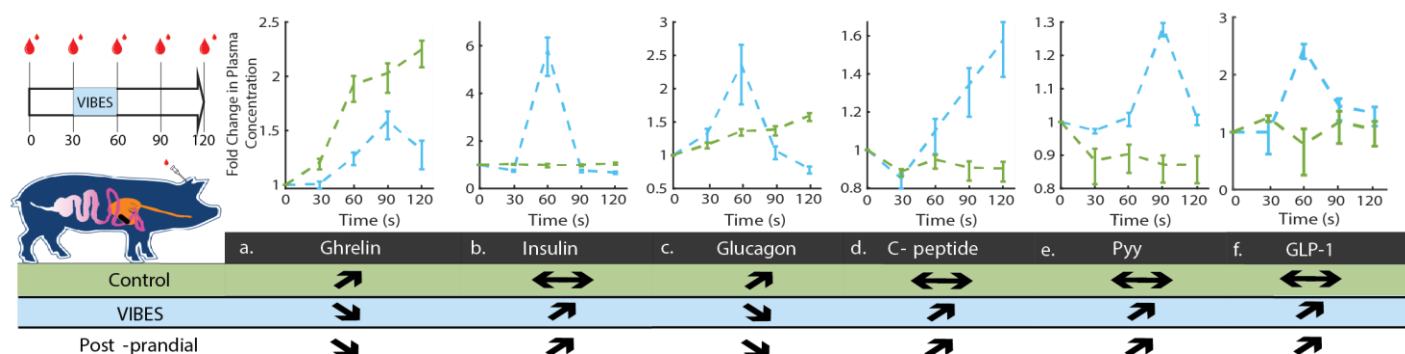 VIBES
0 30 60 90 120
Fold Change in Plasma
Concentration
2.5
2
1.5
1
0 30 60 90 120
Time (s)
6
4
2
0
0 30 60 90 120
Time (s)
3
2.5
2
1.5
1
0.5
0 30 60 90 120
Time (s)
1.6
1.4
1.2
1
0.8
0 30 60 90 120
Time (s)
1.3
1.2
1.1
1
0.9
0.8
0 30 60 90 120
Time (s)
3
2
1
0
0 30 60 90 120
Time (s)
a. Ghrelin b. Insulin c. Glucagon d. C- peptide e. Pyy f. GLP-1
Control
VIBES
Post -prandial